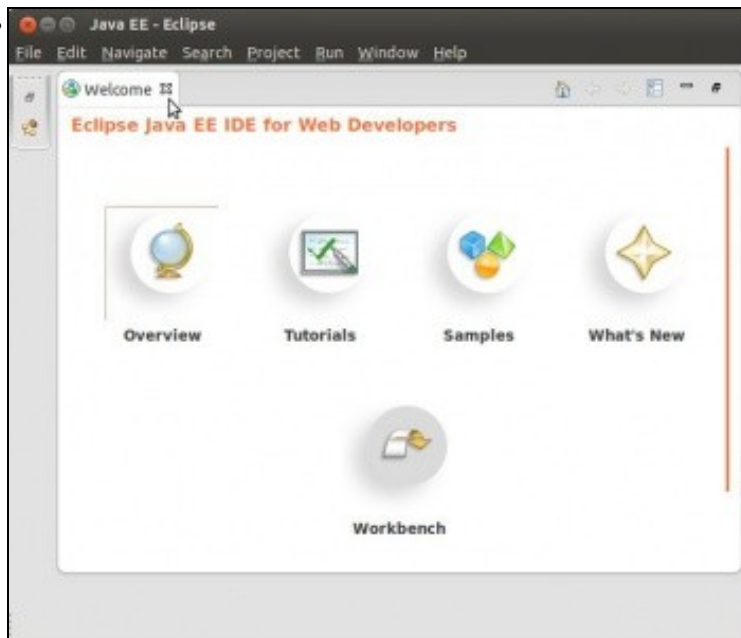 Java EE - Eclipse
File Edit Navigate Search Project Run Window Help
Welcome
Eclipse Java EE IDE for Web Developers
Overview Tutorials Samples What's New
Workbench